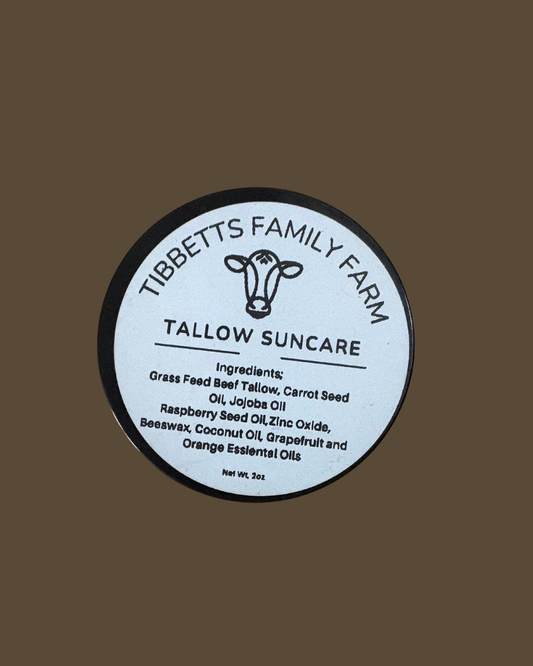 TIBBETTS FAMILY FARM
TALLOW SUNCARE
Ingredients;
Grass Feed Beef Tallow, Carrot Seed
Oil, Jojoba Oil
Raspberry Seed Oil,Zinc Oxide,
Beeswax, Coconut Oil, Grapefruit and
Orange Essiental Oils
Net Wt. 2oz